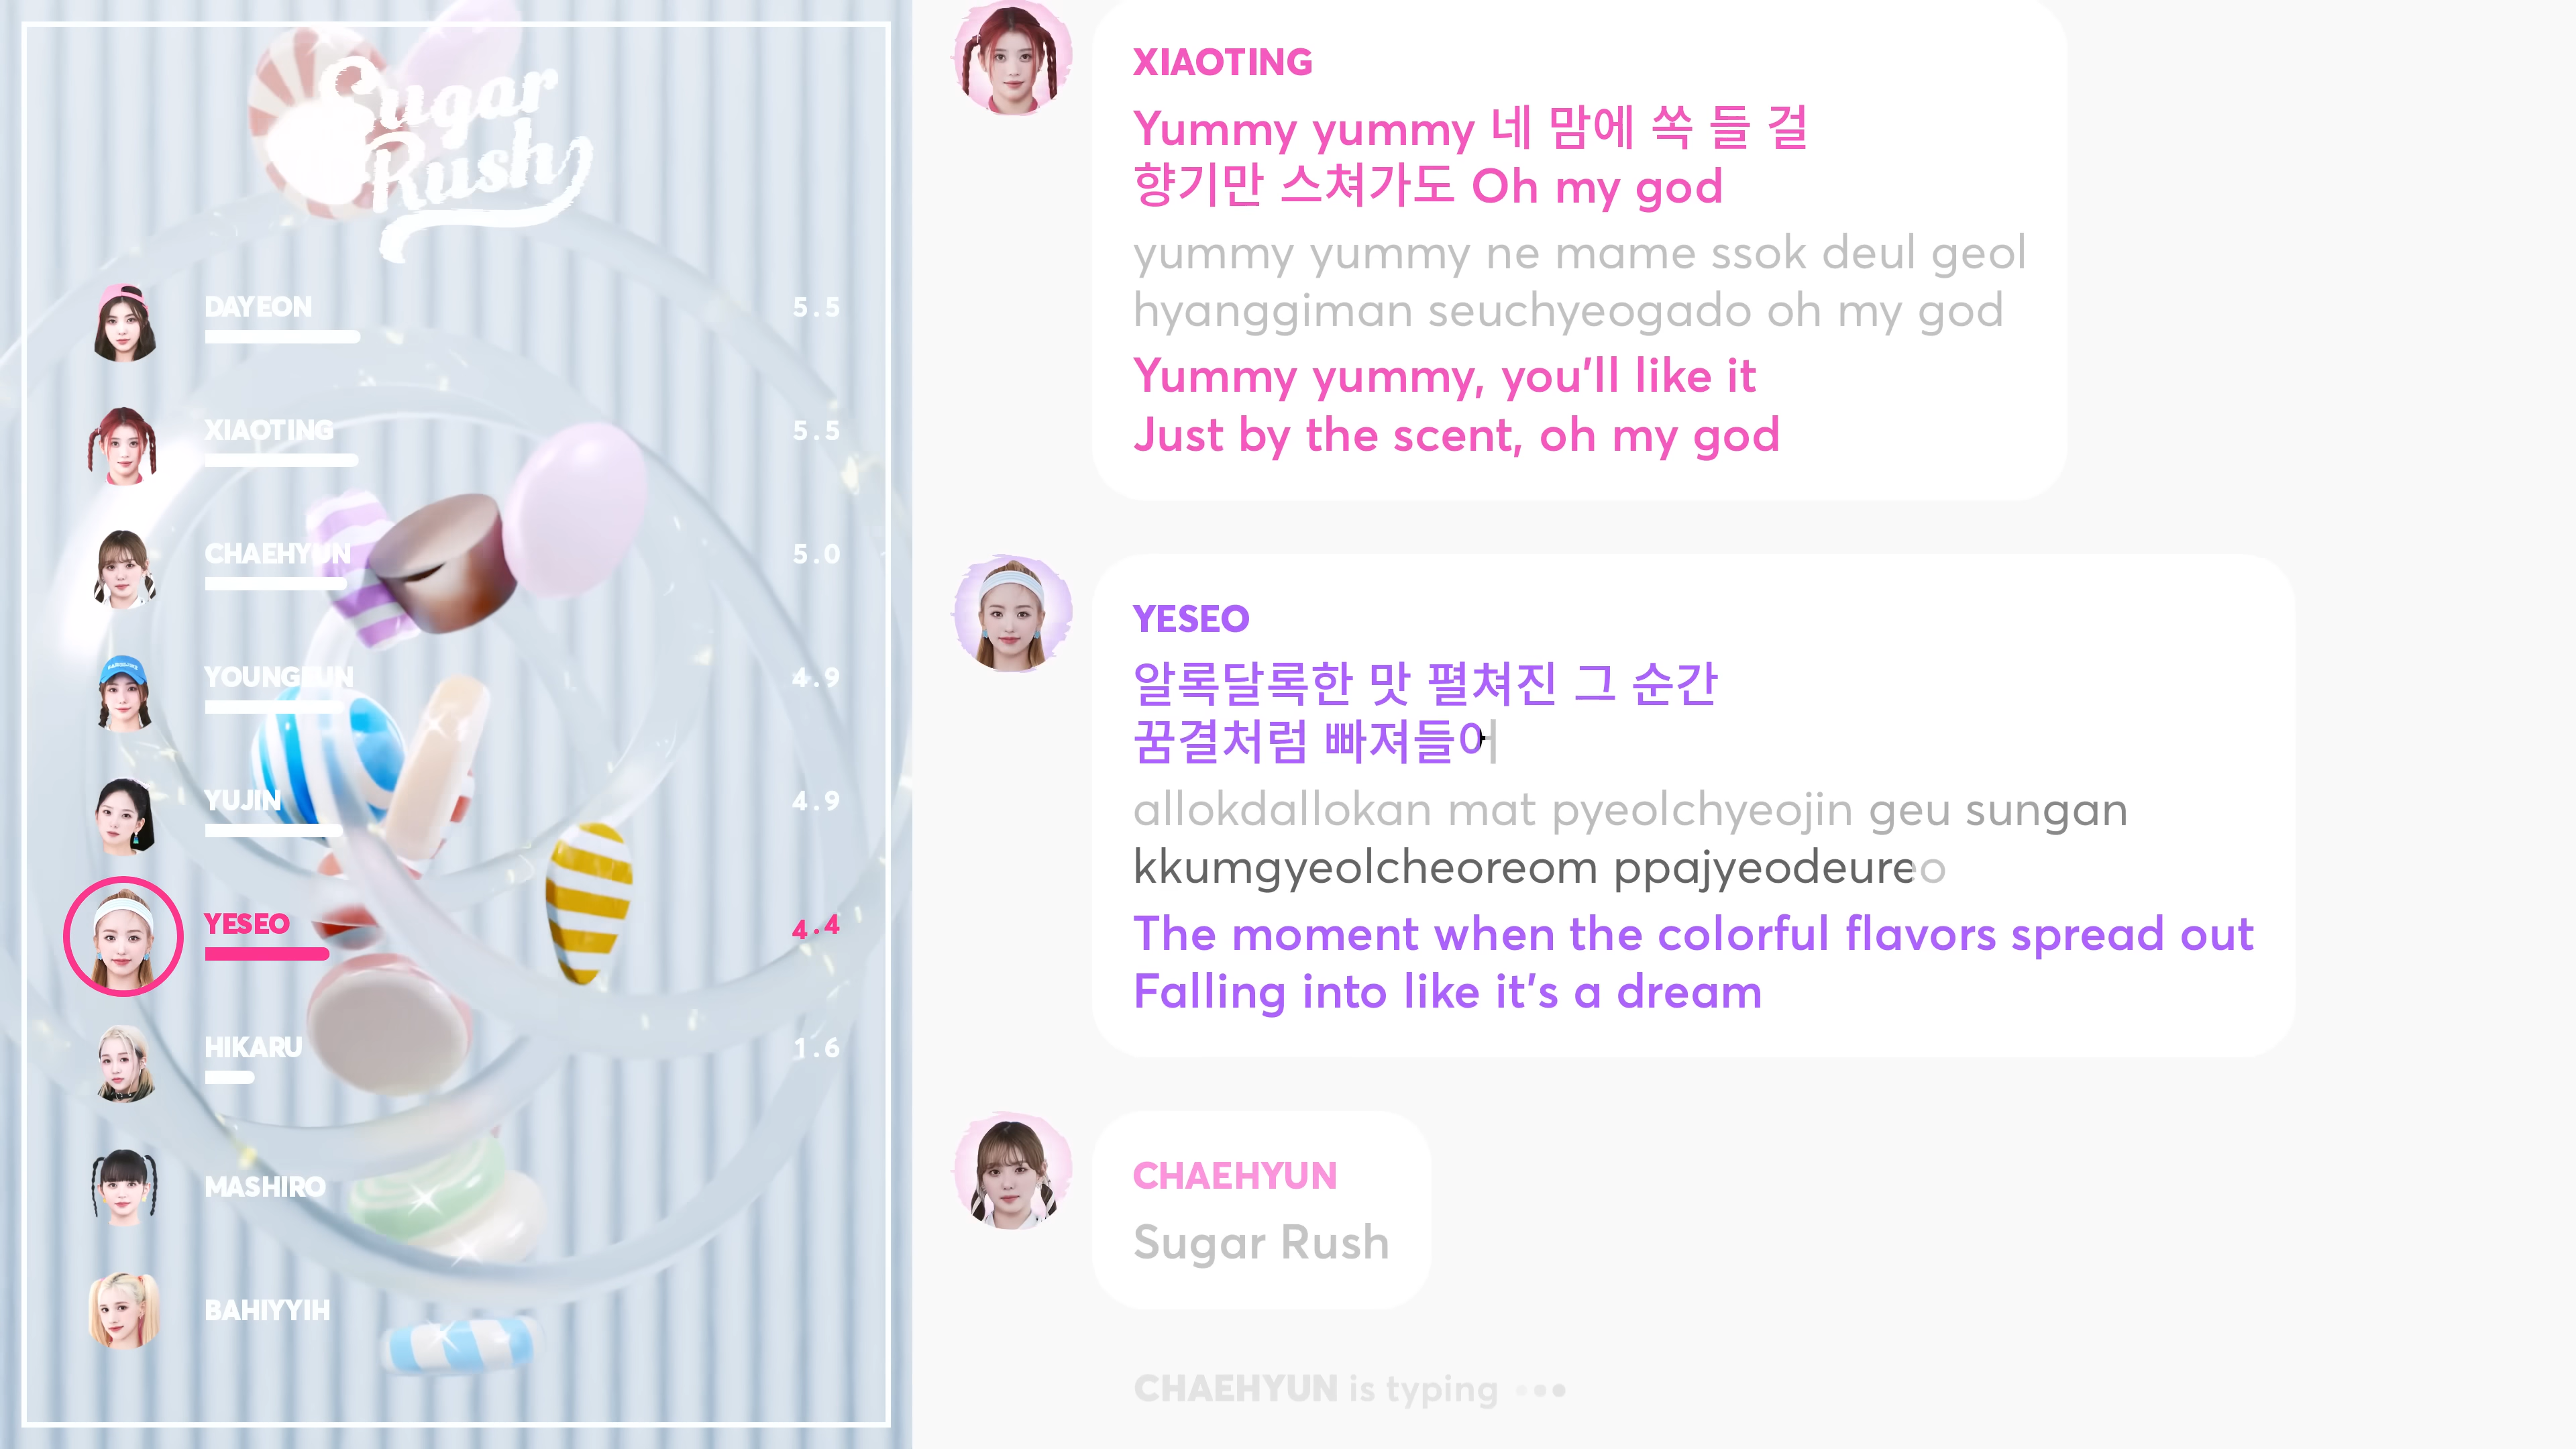 Sugar
Rush
DAYEON
5.5
XIAOTING
5.5
CHAEHYUN
5.0
YOUNGEUN
4.9
YUJIN
4.9
YESEO
4.4
HIKARU
1.6
MASHIRO
BAHIYYIH
XIAOTING
Yummy yummy 네 맘에 쏙 들 걸
향기만 스쳐가도 Oh my god
yummy yummy ne mame ssok deul geol
hyanggiman seuchyeogado oh my god
Yummy yummy, you'll like it
Just by the scent, oh my god
YESEO
알록달록한 맛 펼쳐진 그 순간
꿈결처럼 빠져들어
allokdallokan mat pyeolchyeojin geu sungan
kkumgyeolcheoreom ppajyeodeureo
The moment when the colorful flavors spread out
Falling into like it's a dream
CHAEHYUN
Sugar Rush
CHAEHYUN is typing •••